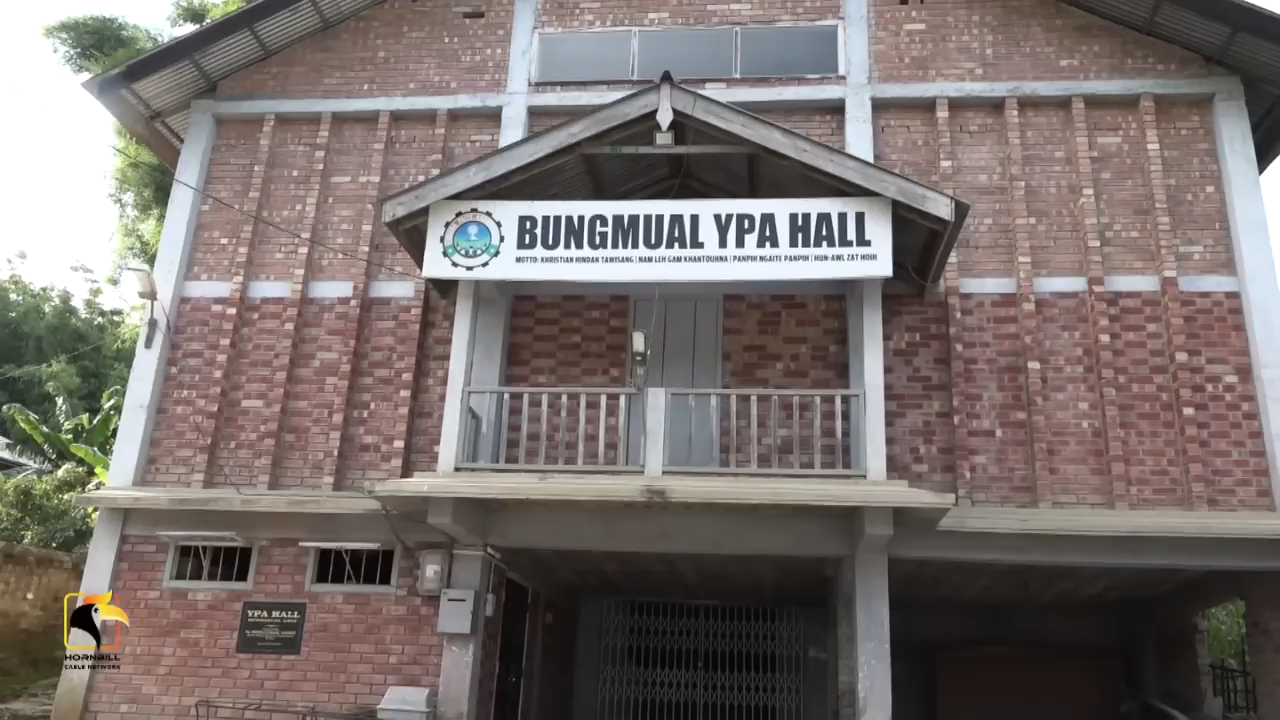 BUNGMUAL YPA HALL
MOTTO: KHRISTIAN HINDAN TAWISANG | NAM LEH GAM KHANTOUHNA | PANPIH NGAITE PANPIH | HUN-AWL ZAT HOIH
YPA HALL
HORNBILL
CABLE NETWORK